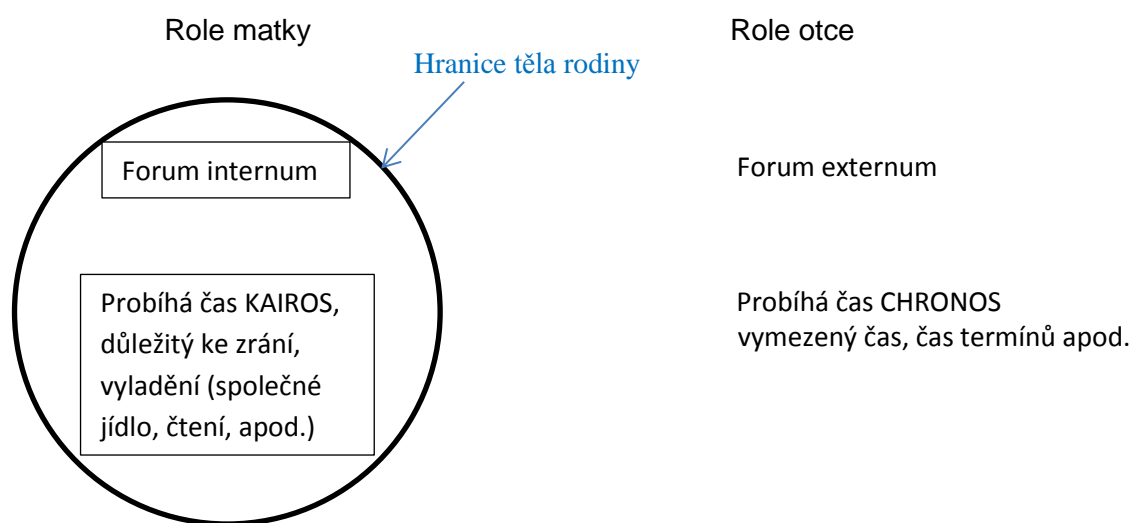 Role matky
Role otce
Hranice těla rodiny
Forum internum
Forum externum
Probíhá čas KAIROS,
důležitý ke zrání,
vyladění (společné
jídlo, čtení, apod.)
Probíhá čas CHRONOS
vymezený čas, čas termínů apod.